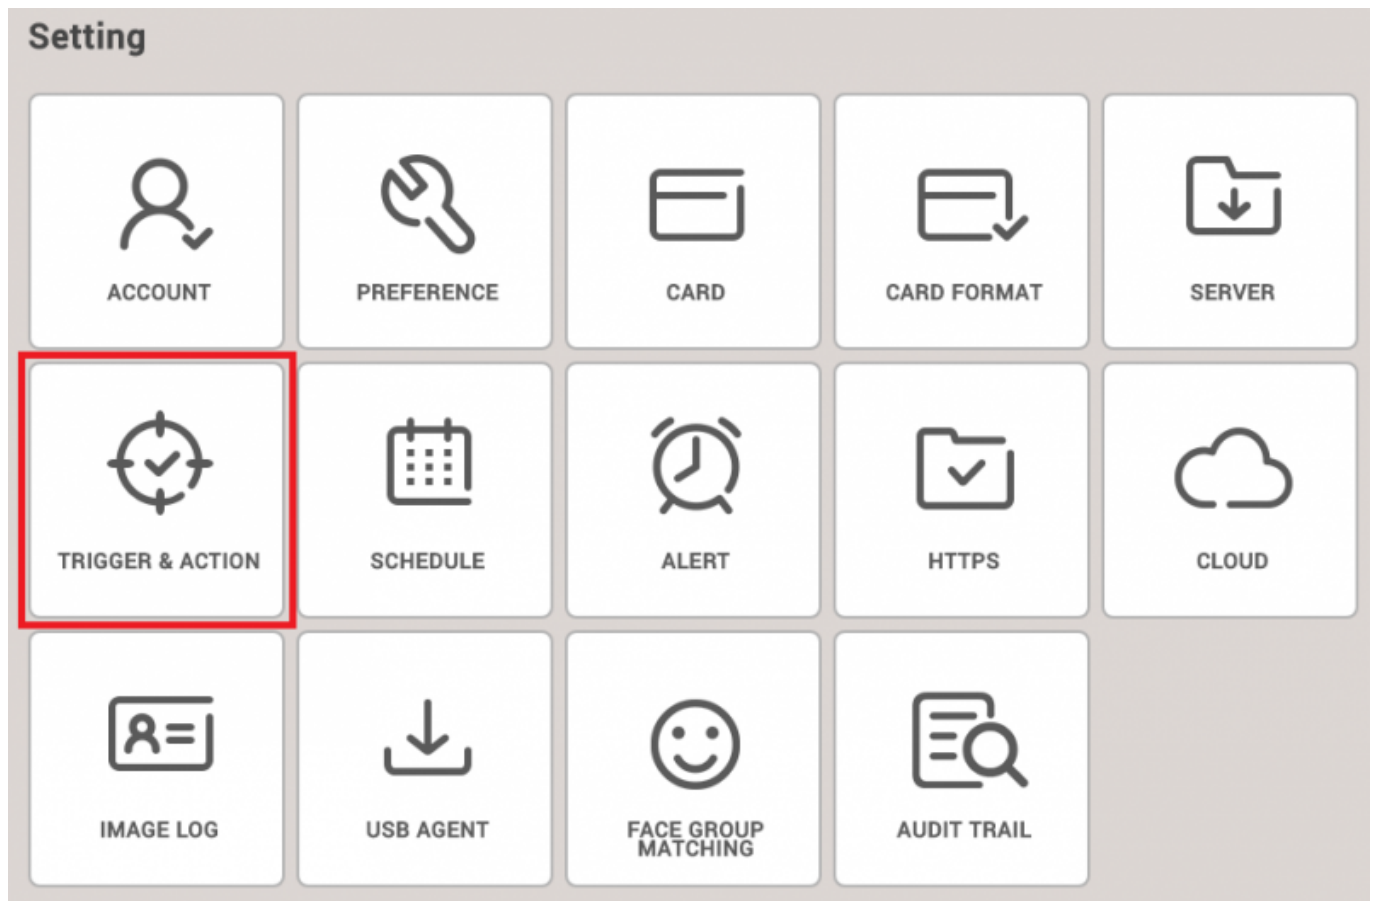 Setting
ACCOUNT
PREFERENCE
CARD
CARD FORMAT
SERVER
TRIGGER & ACTION
SCHEDULE
ALERT
HTTPS
CLOUD
IMAGE LOG
USB AGENT
FACE GROUP
MATCHING
AUDIT TRAIL